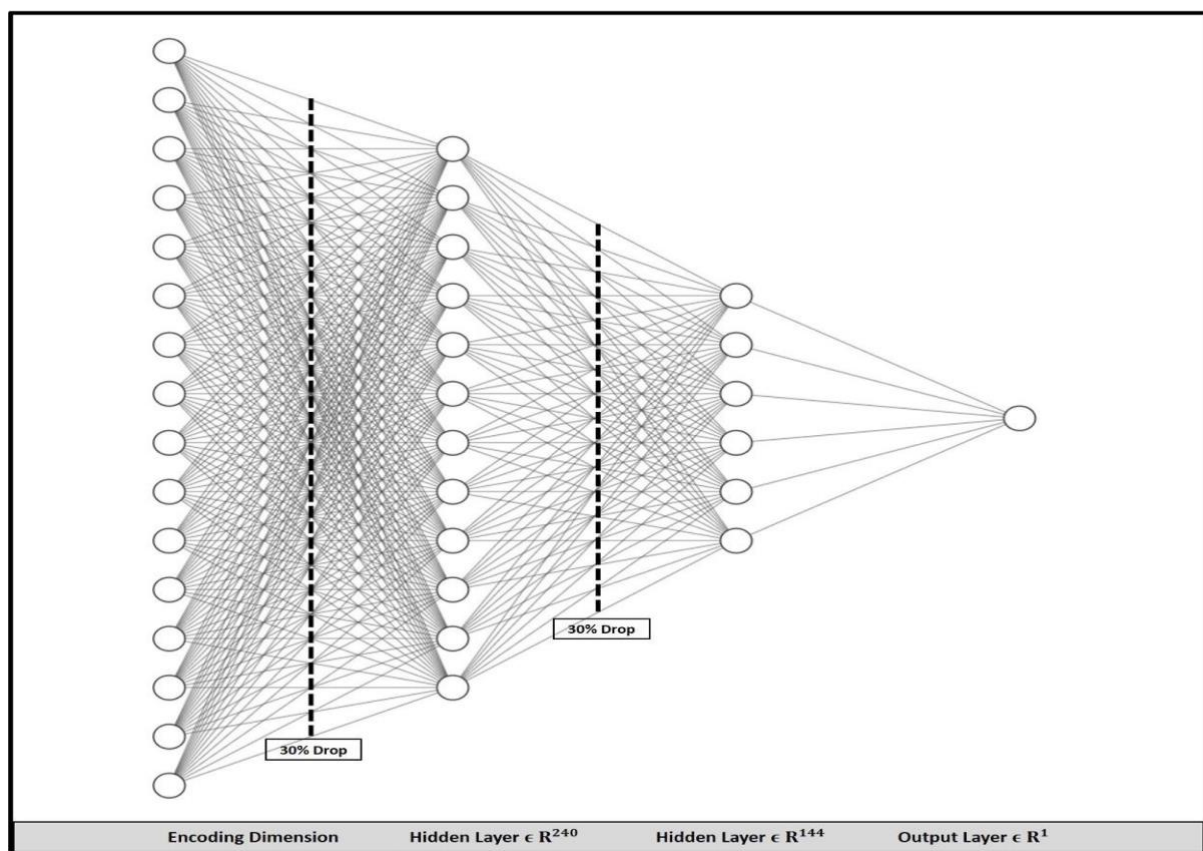 30% Drop
30% Drop
Encoding Dimension Hidden Layer ϵ R²⁴⁰ Hidden Layer ϵ R¹⁴⁴ Output Layer ϵ R¹